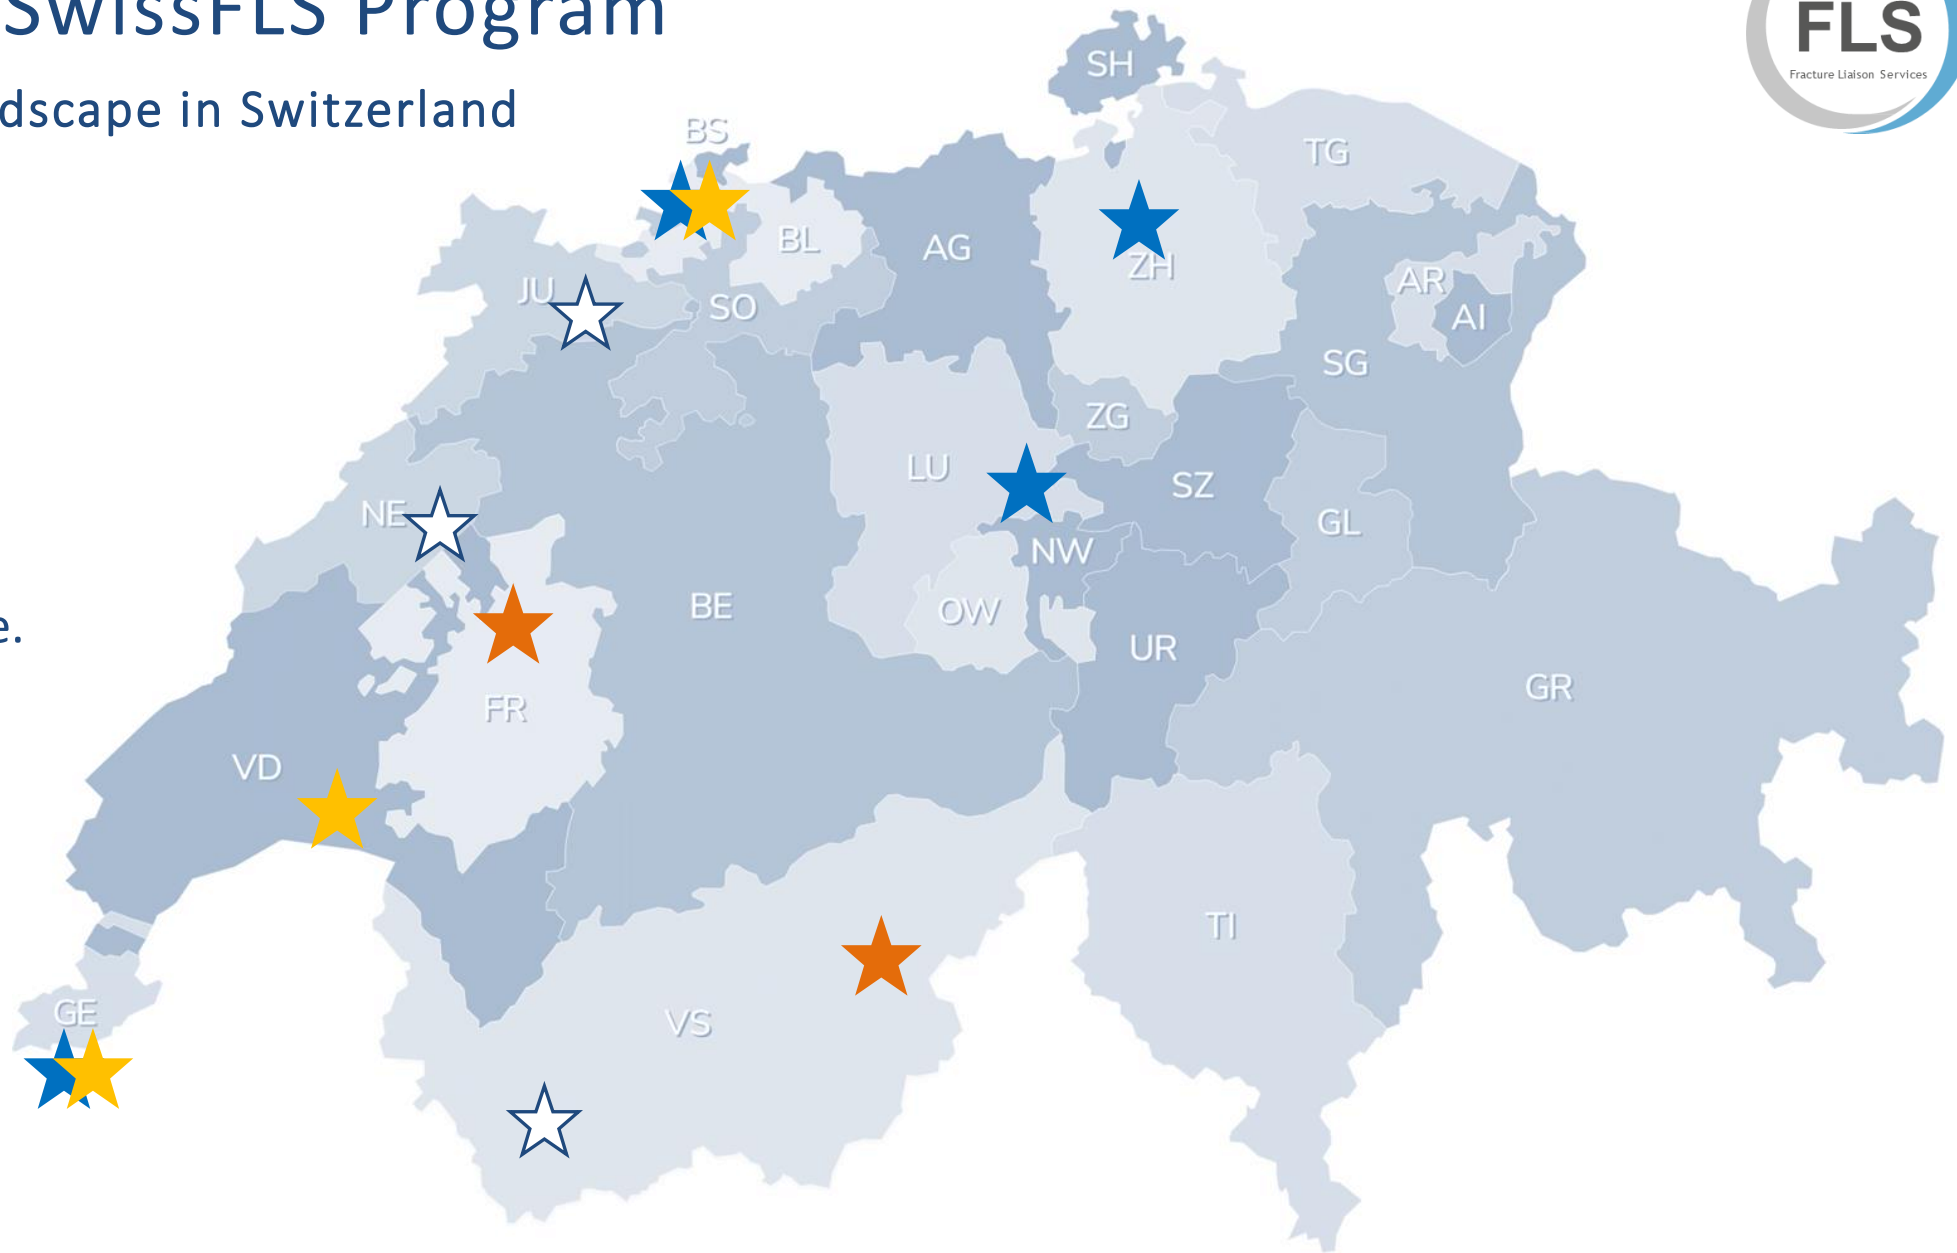 SwissFLS Program
dscape in Switzerland
FLS
Fracture Liaison Services
SH
BS
TG
BL
AG
ZH
JU
SO
AR
AI
SG
ZG
LU
SZ
NE
GL
NW
BE
OW
e.
UR
FR
GR
VD
TI
GE
VS